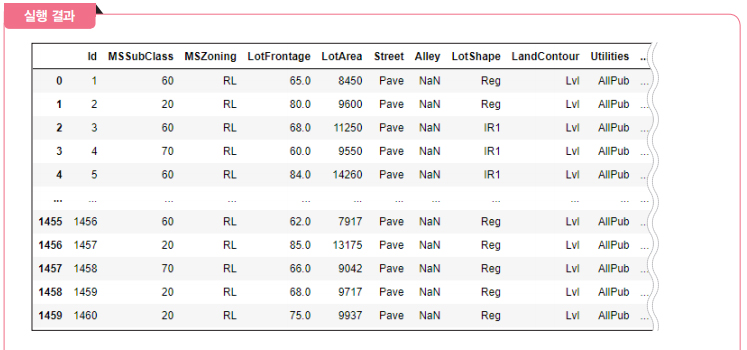 실행 결과
Id MSSubClass MSZoning LotFrontage LotArea Street Alley LotShape LandContour Utilities ...
0 1 60 RL 65.0 8450 Pave NaN Reg Lvl AllPub ...
1 2 20 RL 80.0 9600 Pave NaN Reg Lvl AllPub ...
2 3 60 RL 68.0 11250 Pave NaN IR1 Lvl AllPub ...
3 4 70 RL 60.0 9550 Pave NaN IR1 Lvl AllPub ...
4 5 60 RL 84.0 14260 Pave NaN IR1 Lvl AllPub ...
... ... ... ... ... ... ... ... ... ... ... ...
1455 1456 60 RL 62.0 7917 Pave NaN Reg Lvl AllPub ...
1456 1457 20 RL 85.0 13175 Pave NaN Reg Lvl AllPub ...
1457 1458 70 RL 66.0 9042 Pave NaN Reg Lvl AllPub ...
1458 1459 20 RL 68.0 9717 Pave NaN Reg Lvl AllPub ...
1459 1460 20 RL 75.0 9937 Pave NaN Reg Lvl AllPub ...